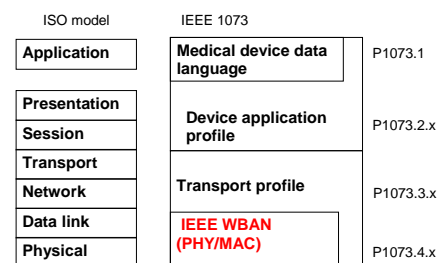 ISO model
IEEE 1073
Application
Medical device data
language
P1073.1
Presentation
Session
Device application
profile
P1073.2.x
Transport
Network
Transport profile
P1073.3.x
Data link
Physical
IEEE WBAN
(PHY/MAC)
P1073.4.x